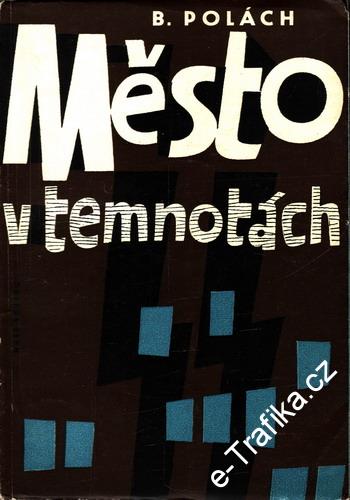 B. POLÁCH
Město
v temnotách
e-Trafika.cz